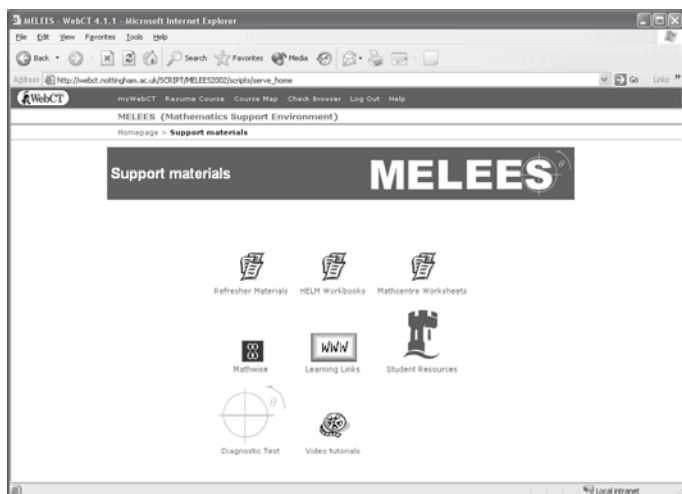 MELEES - WebCT 4.1.1 - Microsoft Internet Explorer
File Edit View Favorites Tools Help
Back Search Favorites Media
Address http://webct.nottingham.ac.uk/SCRIPT/MELEES2002/scripts/serve_home Go Links »
WebCT myWebCT Resume Course Course Map Check Browser Log Out Help
MELEES (Mathematics Support Environment)
Homepage > Support materials
Support materials MELEES θ
Refresher Materials HELM Workbooks Mathcentre Worksheets
WWW
Mathwise Learning Links Student Resources
θ
Diagnostic Test Video tutorials
Local intranet